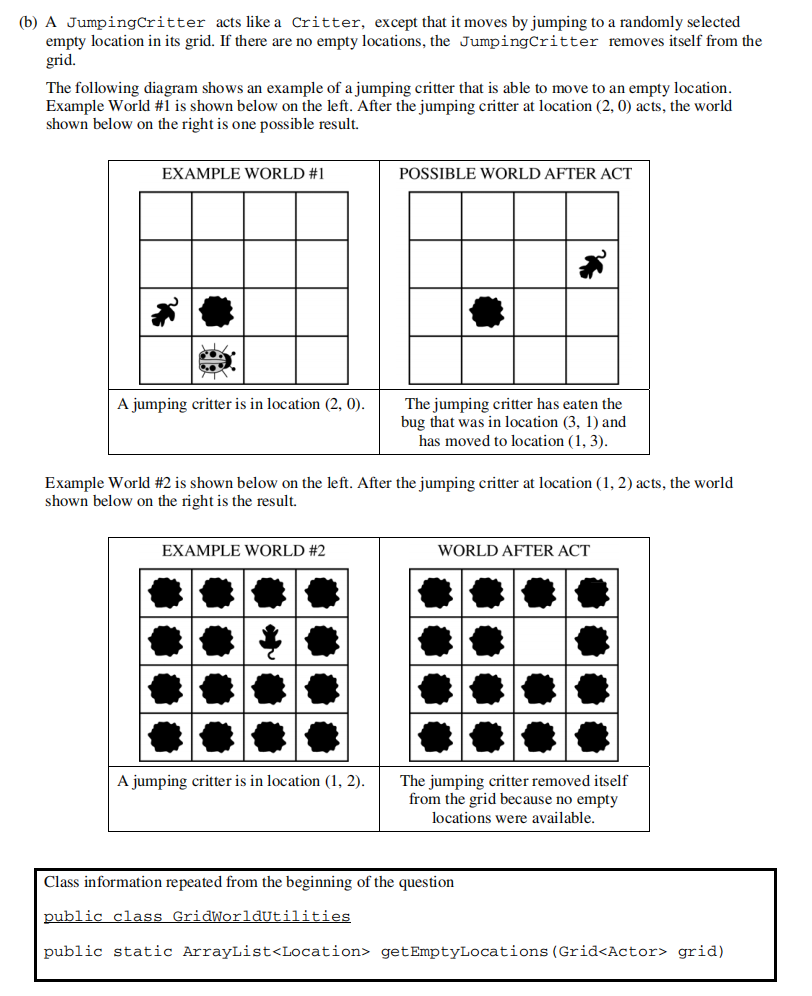 (b) A JumpingCritter acts like a Critter, except that it moves by jumping to a randomly selected
empty location in its grid. If there are no empty locations, the JumpingCritter removes itself from the
grid.
The following diagram shows an example of a jumping critter that is able to move to an empty location.
Example World #1 is shown below on the left. After the jumping critter at location (2, 0) acts, the world
shown below on the right is one possible result.
EXAMPLE WORLD #1
POSSIBLE WORLD AFTER ACT
A jumping critter is in location (2, 0).
The jumping critter has eaten the
bug that was in location (3, 1) and
has moved to location (1, 3).
Example World #2 is shown below on the left. After the jumping critter at location (1, 2) acts, the world
shown below on the right is the result.
EXAMPLE WORLD #2
WORLD AFTER ACT
A jumping critter is in location (1, 2).
The jumping critter removed itself
from the grid because no empty
locations were available.
Class information repeated from the beginning of the question
public class GridWorldUtilities
public static ArrayList<Location> getEmptyLocations(Grid<Actor> grid)